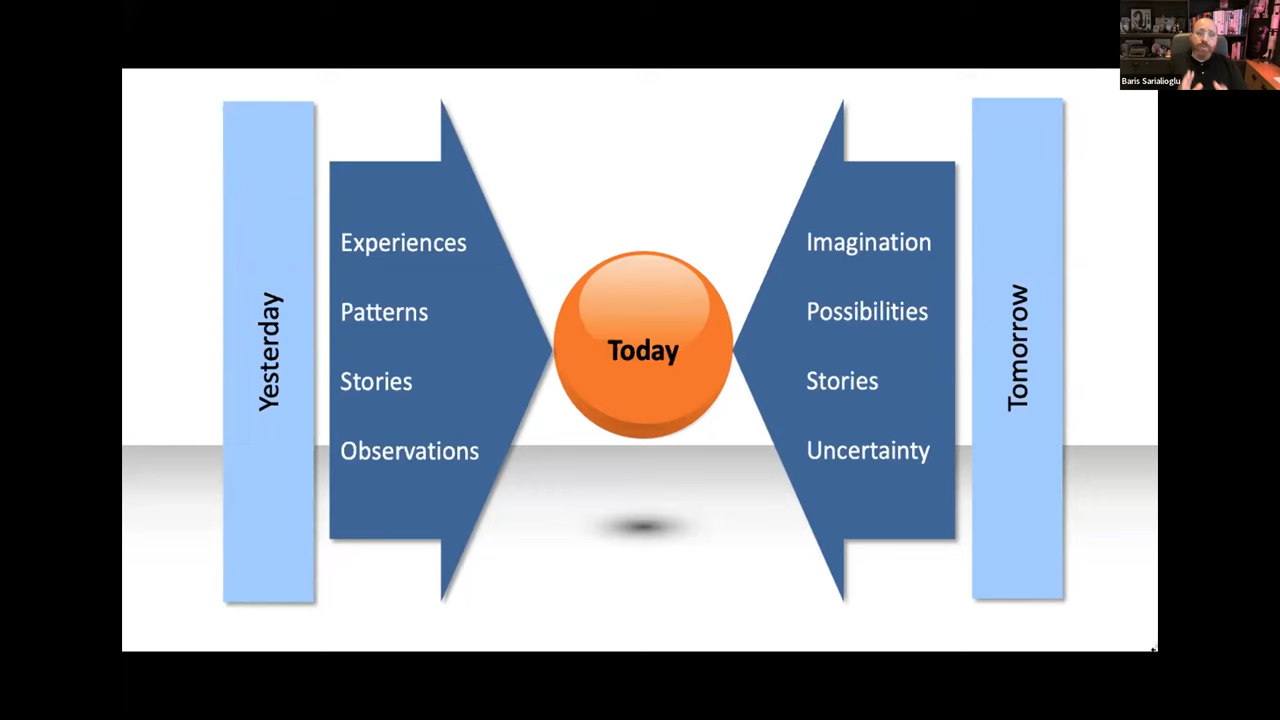 Baris Sarialioglu
Yesterday
Experiences
Patterns
Stories
Observations
Today
Imagination
Possibilities
Stories
Uncertainty
Tomorrow